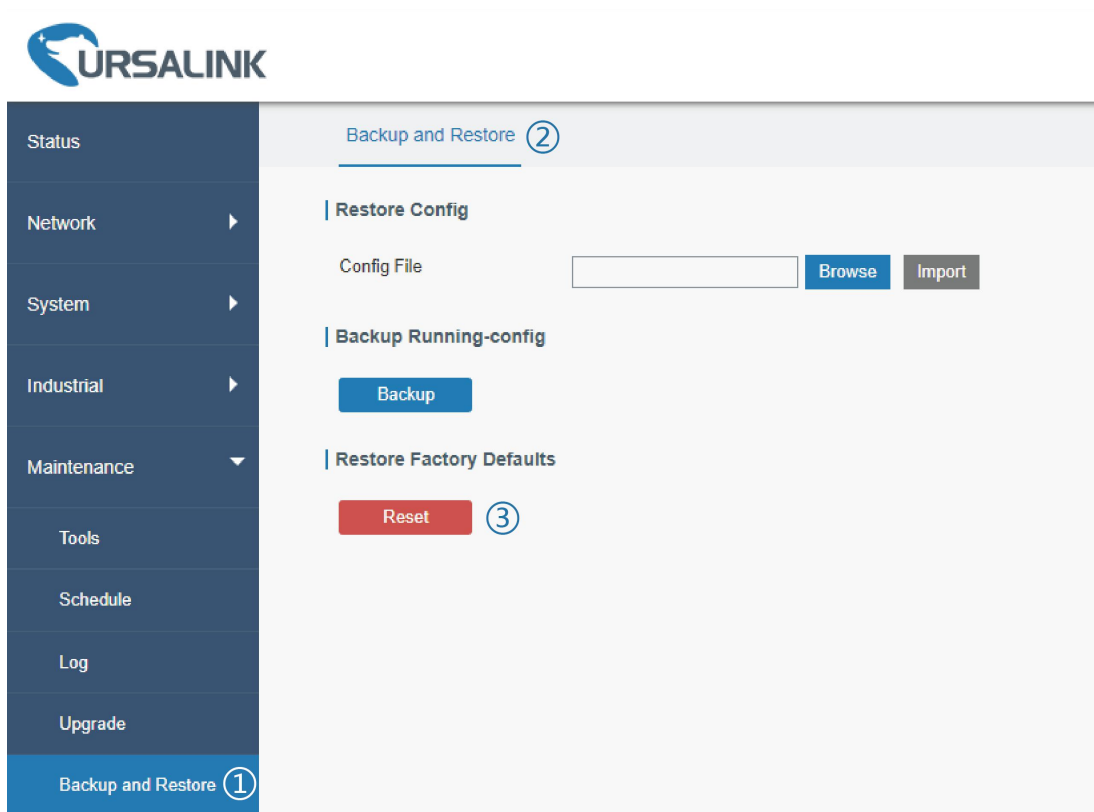 URSALINK
Status
Network
System
Industrial
Maintenance
Tools
Schedule
Log
Upgrade
Backup and Restore ①
Backup and Restore ②
Restore Config
Config File Browse Import
Backup Running-config
Backup
Restore Factory Defaults
Reset ③